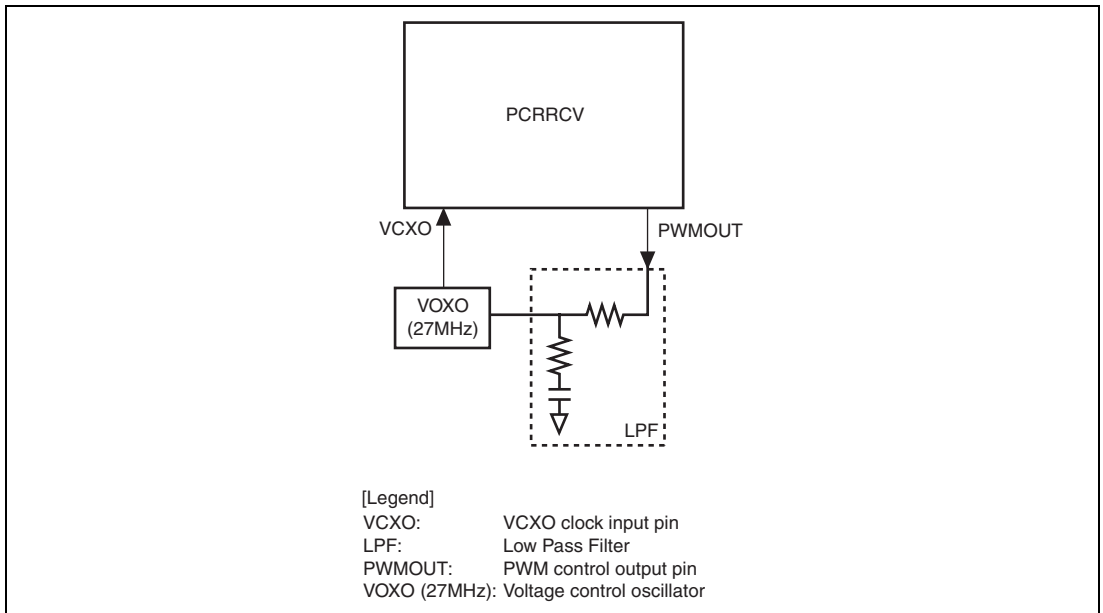 PCRRCV
VCXO
PWMOUT
VOXO
(27MHz)
LPF
[Legend]
VCXO: VCXO clock input pin
LPF: Low Pass Filter
PWMOUT: PWM control output pin
VOXO (27MHz): Voltage control oscillator